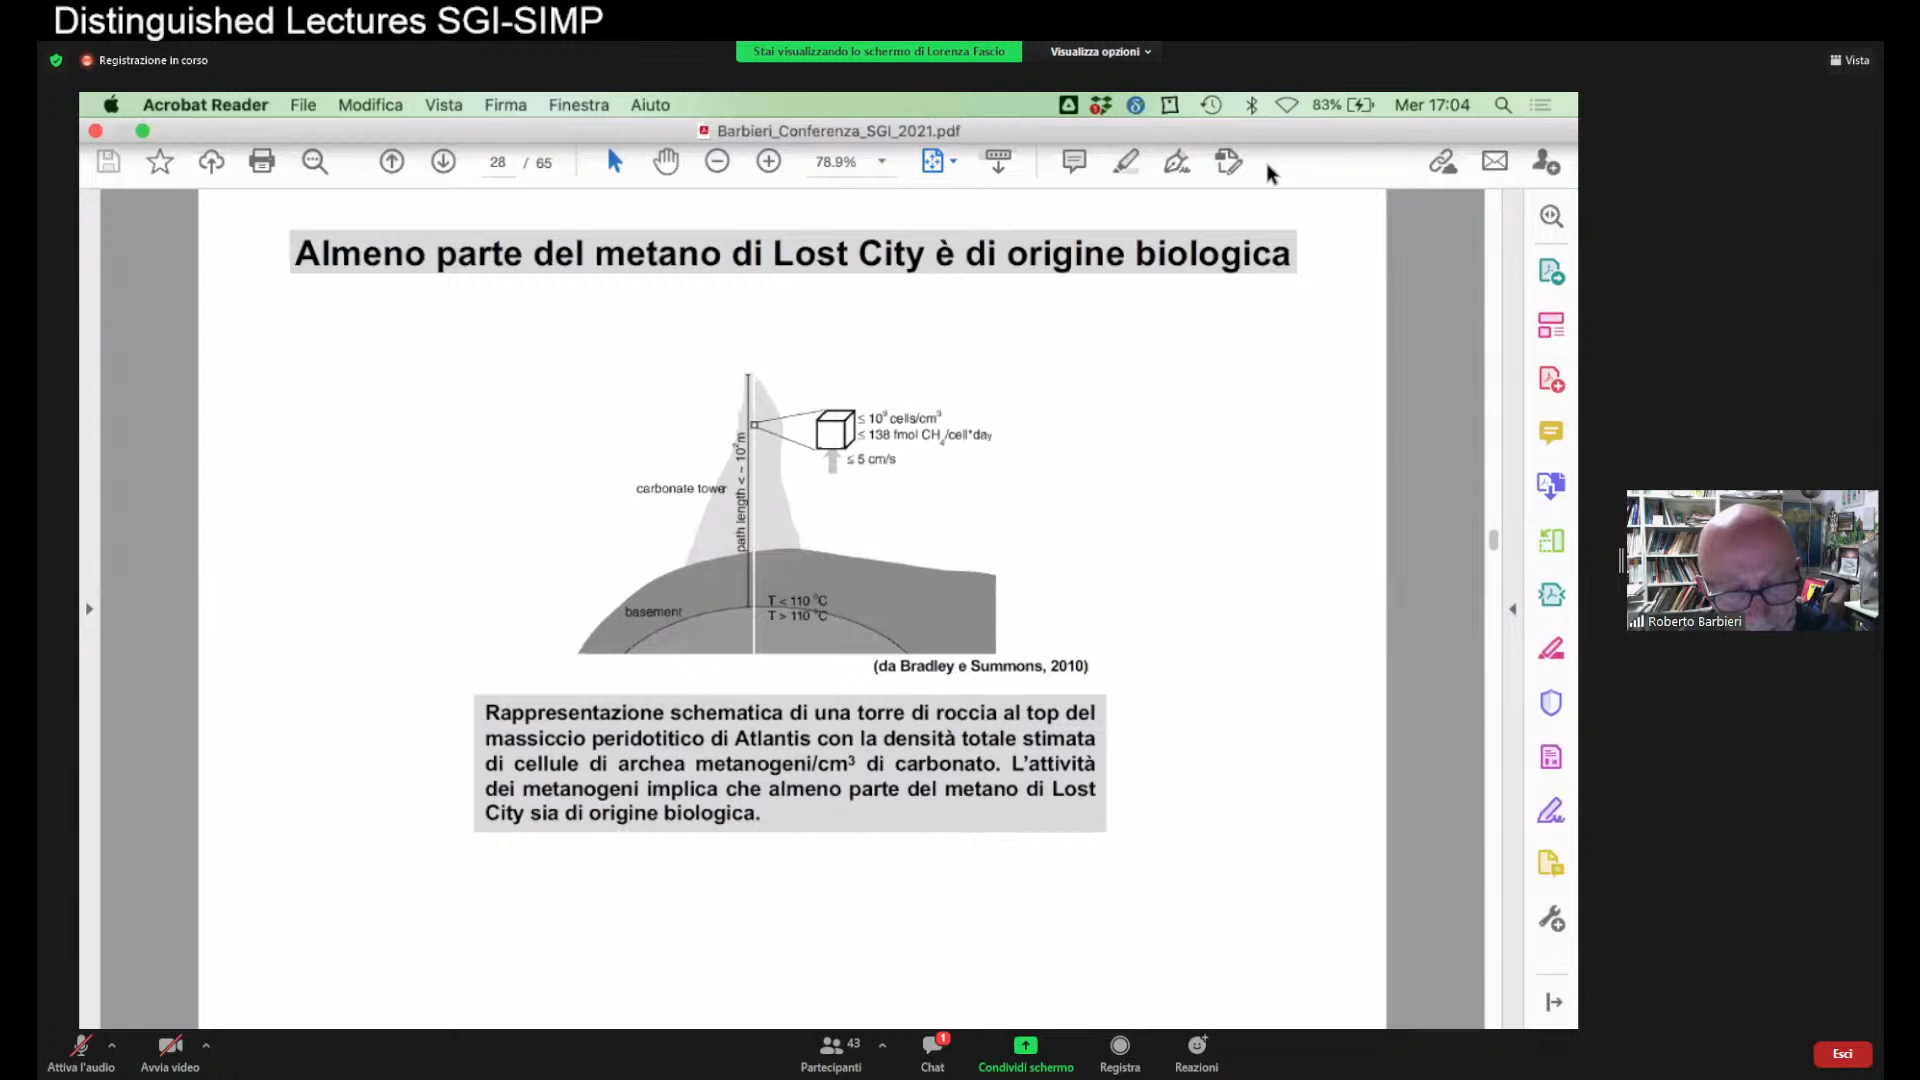 Distinguished Lectures SGI-SIMP
Registrazione in corso
Stai visualizzando lo schermo di Lorenza Fascio
Visualizza opzioni
Vista
Acrobat Reader File Modifica Vista Firma Finestra Aiuto
83% Mer 17:04
Barbieri_Conferenza_SGI_2021.pdf
28 / 65
78.9%
Almeno parte del metano di Lost City è di origine biologica
≤ 10⁹ cells/cm³
≤ 138 fmol CH₄/cell*day
≤ 5 cm/s
carbonate tower
path length < ~ 10²m
T < 110 °C
basement
T > 110 °C
(da Bradley e Summons, 2010)
Rappresentazione schematica di una torre di roccia al top del
massiccio peridotitico di Atlantis con la densità totale stimata
di cellule di archea metanogeni/cm³ di carbonato. L'attività
dei metanogeni implica che almeno parte del metano di Lost
City sia di origine biologica.
Roberto Barbieri
Attiva l'audio
Avvia video
43
Partecipanti
1
Chat
Condividi schermo
Registra
Reazioni
Esci